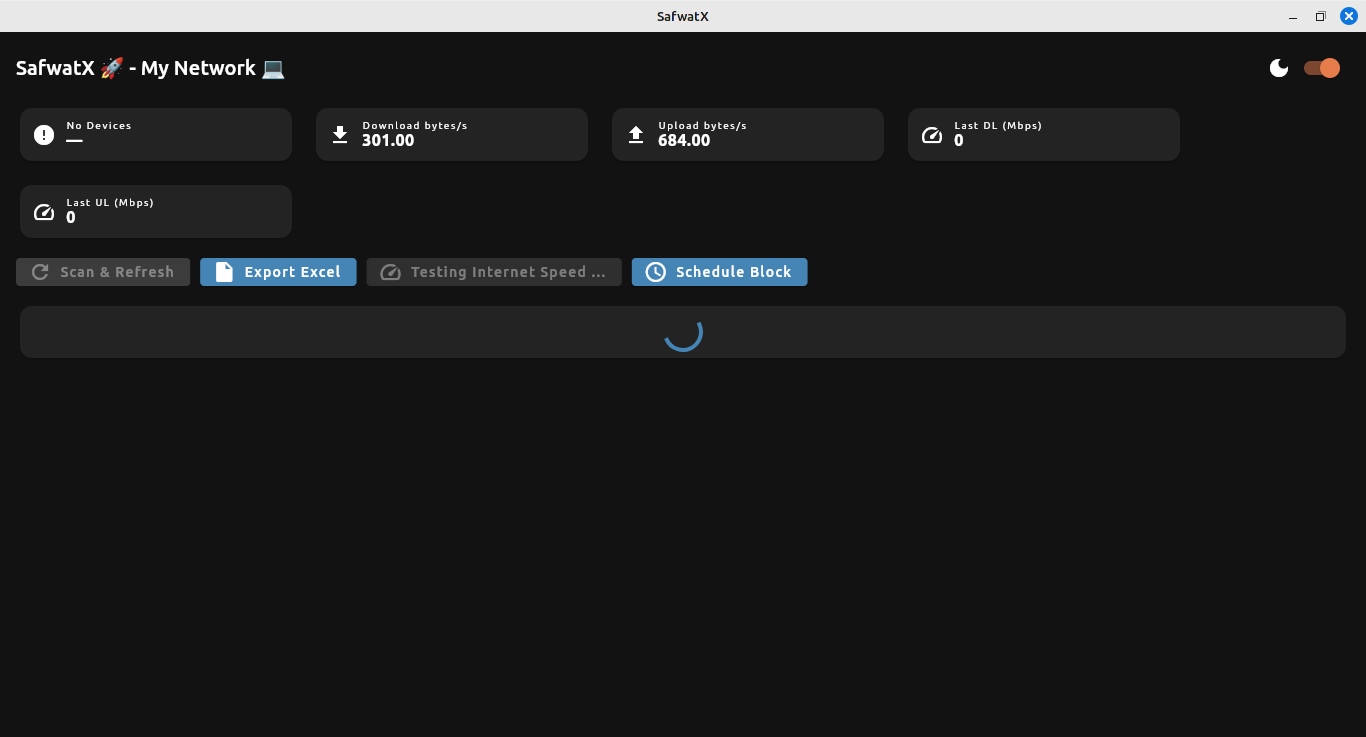 SafwatX
SafwatX 🚀 - My Network 💻
No Devices
—
Download bytes/s
301.00
Upload bytes/s
684.00
Last DL (Mbps)
0
Last UL (Mbps)
0
Scan & Refresh
Export Excel
Testing Internet Speed ...
Schedule Block